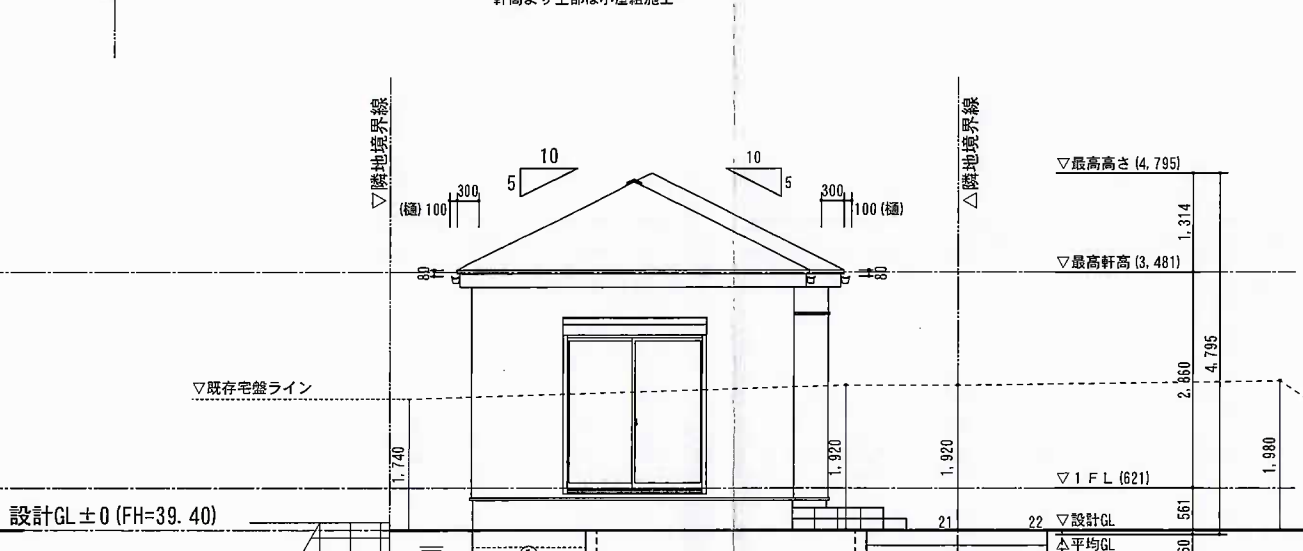 ▽隣地境界線
△隣地境界線
10
5
10
5
300
(樋) 100
300
100 (樋)
▽最高高さ(4,795)
1,314
▽最高軒高(3,481)
80
80
4,795
2,860
▽既存宅盤ライン
1,740
1,920
1,920
1,980
▽1FL(621)
561
設計GL±0(FH=39.40)
21
22
▽設計GL
平均GL